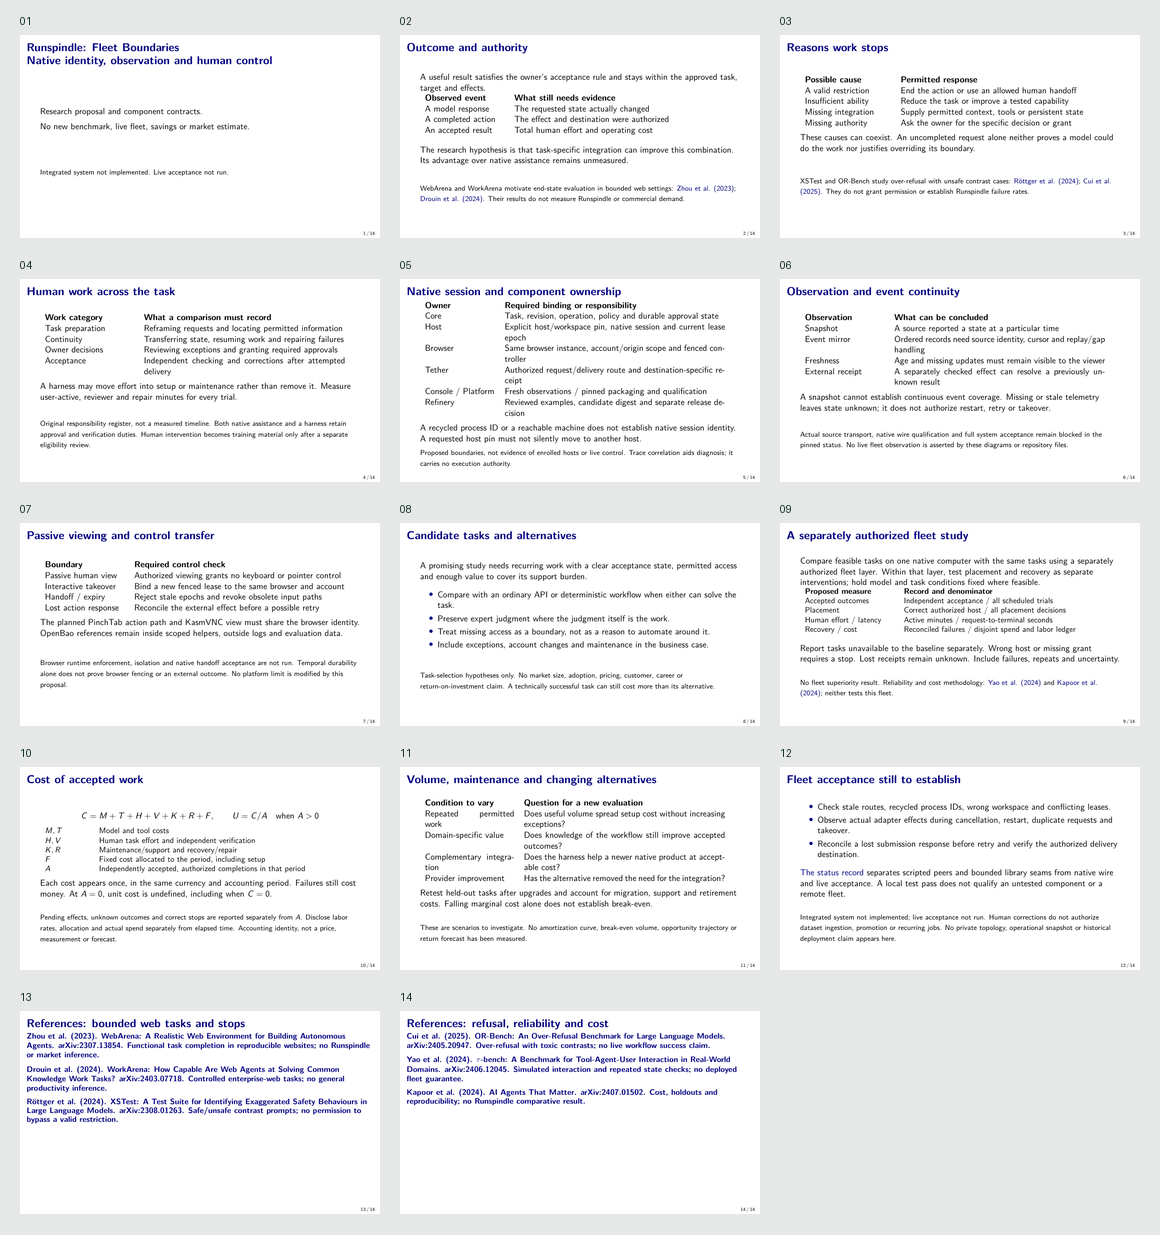 01
Runspindle: Fleet Boundaries
Native identity, observation and human control
Research proposal and component contracts.
No new benchmark, live fleet, savings or market estimate.
Integrated system not implemented. Live acceptance not run.
1 / 14
02
Outcome and authority
A useful result satisfies the owner's acceptance rule and stays within the approved task,
target and effects.
Observed event What still needs evidence
A model response The requested state actually changed
A completed action The effect and destination were authorized
An accepted result Total human effort and operating cost
The research hypothesis is that task-specific integration can improve this combination.
Its advantage over native assistance remains unmeasured.
WebArena and WorkArena motivate end-state evaluation in bounded web settings: Zhou et al. (2023);
Drouin et al. (2024). Their results do not measure Runspindle or commercial demand.
2 / 14
03
Reasons work stops
Possible cause Permitted response
A valid restriction End the action or use an allowed human handoff
Insufficient ability Reduce the task or improve a tested capability
Missing integration Supply permitted context, tools or persistent state
Missing authority Ask the owner for the specific decision or grant
These causes can coexist. An uncompleted request alone neither proves a model could
do the work nor justifies overriding its boundary.
XSTest and OR-Bench study over-refusal with unsafe contrast cases: Röttger et al. (2024); Cui et al.
(2025). They do not grant permission or establish Runspindle failure rates.
3 / 14
04
Human work across the task
Work category What a comparison must record
Task preparation Reframing requests and locating permitted information
Continuity Transferring state, resuming work and repairing failures
Owner decisions Reviewing exceptions and granting required approvals
Acceptance Independent checking and corrections after attempted
delivery
A harness may move effort into setup or maintenance rather than remove it. Measure
user-active, reviewer and repair minutes for every trial.
Original responsibility register, not a measured timeline. Both native assistance and a harness retain
approval and verification duties. Human intervention becomes training material only after a separate
eligibility review.
4 / 14
05
Native session and component ownership
Owner Required binding or responsibility
Core Task, revision, operation, policy and durable approval state
Host Explicit host/workspace pin, native session and current lease
epoch
Browser Same browser instance, account/origin scope and fenced con-
troller
Tether Authorized request/delivery route and destination-specific re-
ceipt
Console / Platform Fresh observations / pinned packaging and qualification
Refinery Reviewed examples, candidate digest and separate release de-
cision
A recycled process ID or a reachable machine does not establish native session identity.
A requested host pin must not silently move to another host.
Proposed boundaries, not evidence of enrolled hosts or live control. Trace correlation aids diagnosis; it
carries no execution authority.
5 / 14
06
Observation and event continuity
Observation What can be concluded
Snapshot A source reported a state at a particular time
Event mirror Ordered records need source identity, cursor and replay/gap
handling
Freshness Age and missing updates must remain visible to the viewer
External receipt A separately checked effect can resolve a previously un-
known result
A snapshot cannot establish continuous event coverage. Missing or stale telemetry
leaves state unknown; it does not authorize restart, retry or takeover.
Actual source transport, native wire qualification and full system acceptance remain blocked in the
pinned status. No live fleet observation is asserted by these diagrams or repository files.
6 / 14
07
Passive viewing and control transfer
Boundary Required control check
Passive human view Authorized viewing grants no keyboard or pointer control
Interactive takeover Bind a new fenced lease to the same browser and account
Handoff / expiry Reject stale epochs and revoke obsolete input paths
Lost action response Reconcile the external effect before a possible retry
The planned PinchTab action path and KasmVNC view must share the browser identity.
OpenBao references remain inside scoped helpers, outside logs and evaluation data.
Browser runtime enforcement, isolation and native handoff acceptance are not run. Temporal durability
alone does not prove browser fencing or an external outcome. No platform limit is modified by this
proposal.
7 / 14
08
Candidate tasks and alternatives
A promising study needs recurring work with a clear acceptance state, permitted access
and enough value to cover its support burden.
• Compare with an ordinary API or deterministic workflow when either can solve the
task.
• Preserve expert judgment where the judgment itself is the work.
• Treat missing access as a boundary, not as a reason to automate around it.
• Include exceptions, account changes and maintenance in the business case.
Task-selection hypotheses only. No market size, adoption, pricing, customer, career or
return-on-investment claim. A technically successful task can still cost more than its alternative.
8 / 14
09
A separately authorized fleet study
Compare feasible tasks on one native computer with the same tasks using a separately
authorized fleet layer. Within that layer, test placement and recovery as separate
interventions; hold model and task conditions fixed where feasible.
Proposed measure Record and denominator
Accepted outcomes Independent acceptance / all scheduled trials
Placement Correct authorized host / all placement decisions
Human effort / latency Active minutes / request-to-terminal seconds
Recovery / cost Reconciled failures / disjoint spend and labor ledger
Report tasks unavailable to the baseline separately. Wrong host or missing grant
requires a stop. Lost receipts remain unknown. Include failures, repeats and uncertainty.
No fleet superiority result. Reliability and cost methodology: Yao et al. (2024) and Kapoor et al.
(2024); neither tests this fleet.
9 / 14
10
Cost of accepted work
C = M + T + H + V + K + R + F, U = C/A when A > 0
M, T Model and tool costs
H, V Human task effort and independent verification
K, R Maintenance/support and recovery/repair
F Fixed cost allocated to the period, including setup
A Independently accepted, authorized completions in that period
Each cost appears once, in the same currency and accounting period. Failures still cost
money. At A = 0, unit cost is undefined, including when C = 0.
Pending effects, unknown outcomes and correct stops are reported separately from A. Disclose labor
rates, allocation and actual spend separately from elapsed time. Accounting identity, not a price,
measurement or forecast.
10 / 14
11
Volume, maintenance and changing alternatives
Condition to vary Question for a new evaluation
Repeated permitted Does useful volume spread setup cost without increasing
work exceptions?
Domain-specific value Does knowledge of the workflow still improve accepted
outcomes?
Complementary integra- Does the harness help a newer native product at accept-
tion able cost?
Provider improvement Has the alternative removed the need for the integration?
Retest held-out tasks after upgrades and account for migration, support and retirement
costs. Falling marginal cost alone does not establish break-even.
These are scenarios to investigate. No amortization curve, break-even volume, opportunity trajectory or
return forecast has been measured.
11 / 14
12
Fleet acceptance still to establish
• Check stale routes, recycled process IDs, wrong workspace and conflicting leases.
• Observe actual adapter effects during cancellation, restart, duplicate requests and
takeover.
• Reconcile a lost submission response before retry and verify the authorized delivery
destination.
The status record separates scripted peers and bounded library seams from native wire
and live acceptance. A local test pass does not qualify an untested component or a
remote fleet.
Integrated system not implemented; live acceptance not run. Human corrections do not authorize
dataset ingestion, promotion or recurring jobs. No private topology, operational snapshot or historical
deployment claim appears here.
12 / 14
13
References: bounded web tasks and stops
Zhou et al. (2023). WebArena: A Realistic Web Environment for Building Autonomous
Agents. arXiv:2307.13854. Functional task completion in reproducible websites; no Runspindle
or market inference.
Drouin et al. (2024). WorkArena: How Capable Are Web Agents at Solving Common
Knowledge Work Tasks? arXiv:2403.07718. Controlled enterprise-web tasks; no general
productivity inference.
Röttger et al. (2024). XSTest: A Test Suite for Identifying Exaggerated Safety Behaviours in
Large Language Models. arXiv:2308.01263. Safe/unsafe contrast prompts; no permission to
bypass a valid restriction.
13 / 14
14
References: refusal, reliability and cost
Cui et al. (2025). OR-Bench: An Over-Refusal Benchmark for Large Language Models.
arXiv:2405.20947. Over-refusal with toxic contrasts; no live workflow success claim.
Yao et al. (2024). τ-bench: A Benchmark for Tool-Agent-User Interaction in Real-World
Domains. arXiv:2406.12045. Simulated interaction and repeated state checks; no deployed
fleet guarantee.
Kapoor et al. (2024). AI Agents That Matter. arXiv:2407.01502. Cost, holdouts and
reproducibility; no Runspindle comparative result.
14 / 14